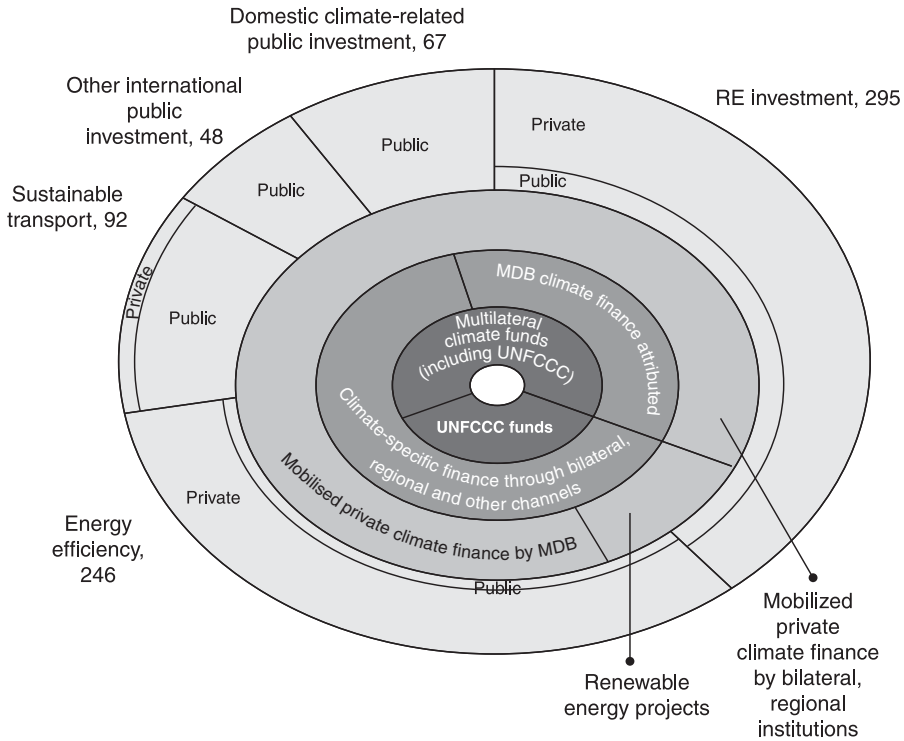 Domestic climate-related
public investment, 67
Other international
public
investment, 48
RE investment, 295
Private
Public
Public
Public
Sustainable
transport, 92
Private
Public
MDB climate finance attributed
Multilateral
climate funds
(including UNFCCC)
UNFCCC funds
Climate-specific finance through bilateral,
regional and other channels
Mobilised private climate finance by MDB
Private
Public
Energy
efficiency,
246
Renewable
energy projects
Mobilized
private
climate finance
by bilateral,
regional
institutions